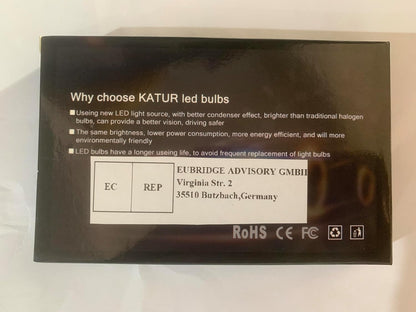 Why choose KATUR led bulbs
■Useing new LED light source, with better condenser effect, brighter than traditional halogen
bulbs, can provide a better vision, driving safer
■The same brightness, lower power consumption, more energy efficient, and will more
environmentally friendly
■LED bulbs have a longer useing life, to avoid frequent replacement of light bulbs
EC REP
EUBRIDGE ADVISORY GMBH
Virginia Str. 2
35510 Butzbach,Germany
RoHS CE FC